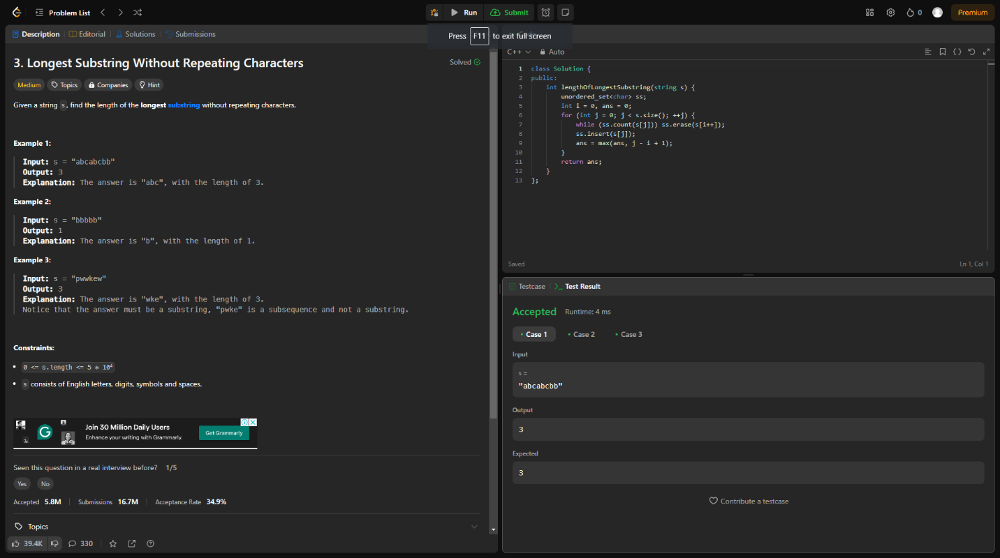 Problem List
Run
Submit
0
Premium
Press F11 to exit full screen
Description
Editorial
Solutions
Submissions
3. Longest Substring Without Repeating Characters
Solved
Medium
Topics
Companies
Hint
Given a string s, find the length of the longest substring without repeating characters.
Example 1:
Input: s = "abcabcbb"
Output: 3
Explanation: The answer is "abc", with the length of 3.
Example 2:
Input: s = "bbbbb"
Output: 1
Explanation: The answer is "b", with the length of 1.
Example 3:
Input: s = "pwwkew"
Output: 3
Explanation: The answer is "wke", with the length of 3.
Notice that the answer must be a substring, "pwke" is a subsequence and not a substring.
Constraints:
0 <= s.length <= 5 * 10⁴
s consists of English letters, digits, symbols and spaces.
Join 30 Million Daily Users
Enhance your writing with Grammarly.
Get Grammarly
Seen this question in a real interview before? 1/5
Yes
No
Accepted 5.8M
Submissions 16.7M
Acceptance Rate 34.9%
Topics
39.4K
330
C++
Auto
1 class Solution {
2 public:
3 int lengthOfLongestSubstring(string s) {
4 unordered_set<char> ss;
5 int i = 0, ans = 0;
6 for (int j = 0; j < s.size(); ++j) {
7 while (ss.count(s[j])) ss.erase(s[i++]);
8 ss.insert(s[j]);
9 ans = max(ans, j - i + 1);
10 }
11 return ans;
12 }
13 };
Saved
Ln 1, Col 1
Testcase
Test Result
Accepted
Runtime: 4 ms
Case 1
Case 2
Case 3
Input
s =
"abcabcbb"
Output
3
Expected
3
Contribute a testcase